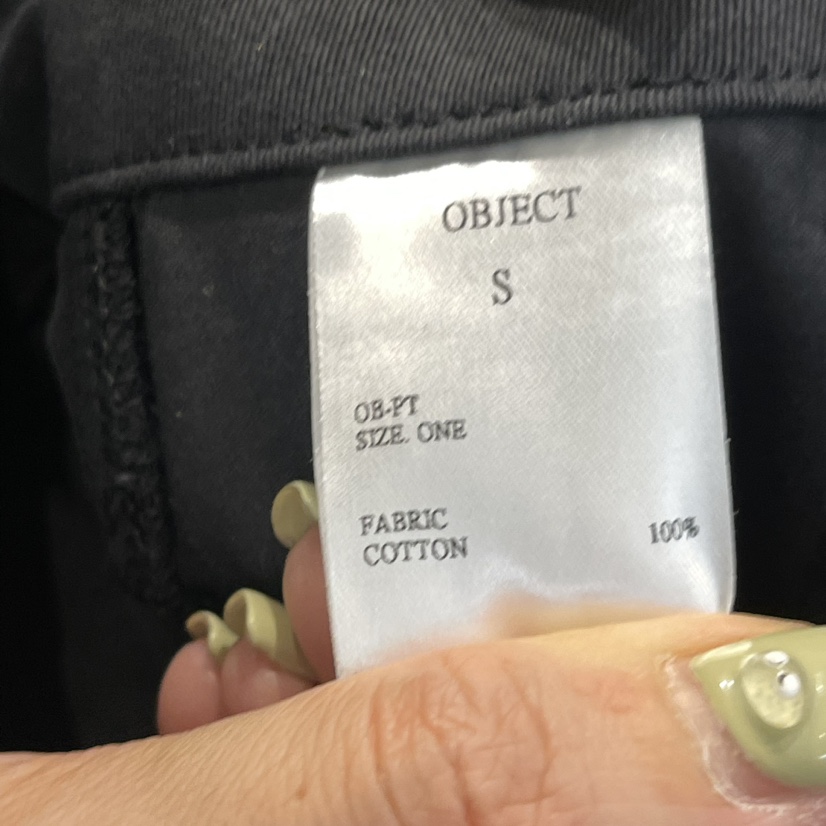 OBJECT
S
OB-PT
SIZE. ONE
FABRIC
COTTON 100%